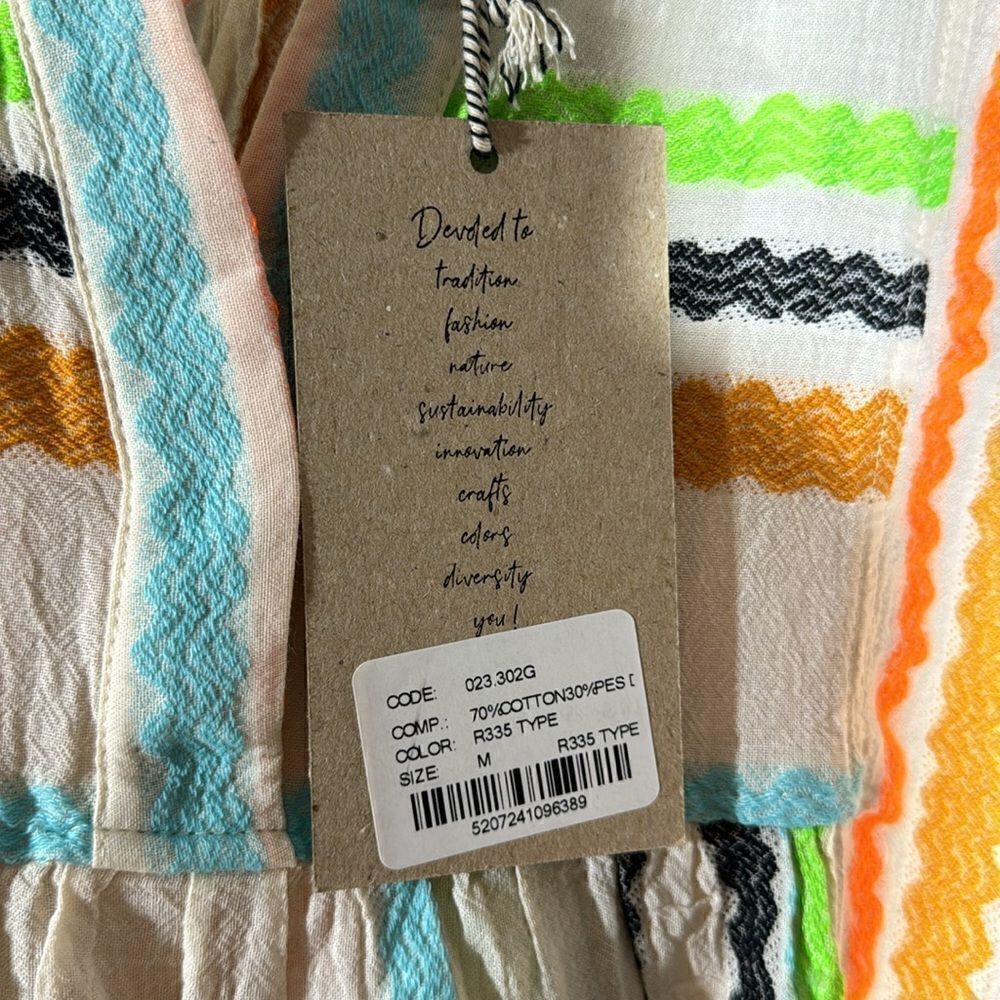 Devoted to
tradition
fashion
nature
sustainability
innovation
crafts
colors
diversity
you!
CODE: 023.302G
COMP.: 70%COTTON30%PES
COLOR: R335 TYPE
SIZE: M R335 TYPE
5207241096389